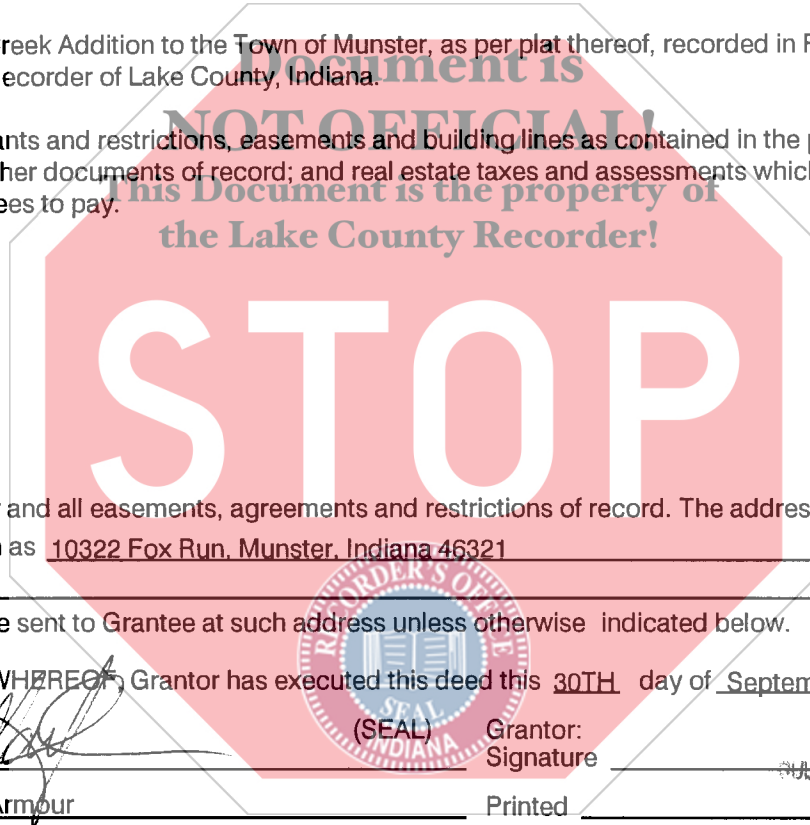 reek Addition to the Town of Munster, as per plat thereof, recorded in
Document is
ecorder of Lake County, Indiana.
NOT OFFICIAL!
ants and restrictions, easements and building lines as contained in the
her documents of record; and real estate taxes and assessments which
This Document is the property of
ees to pay.
the Lake County Recorder!
STOP
and all easements, agreements and restrictions of record. The addres
as 10322 Fox Run, Munster, Indiana 46321
RECORDER'S OFFICE
e sent to Grantee at such address unless otherwise indicated below.
WHEREOF, Grantor has executed this deed this 30TH day of Septem
SEAL
(SEAL) Grantor:
INDIANA
Signature
Armour Printed